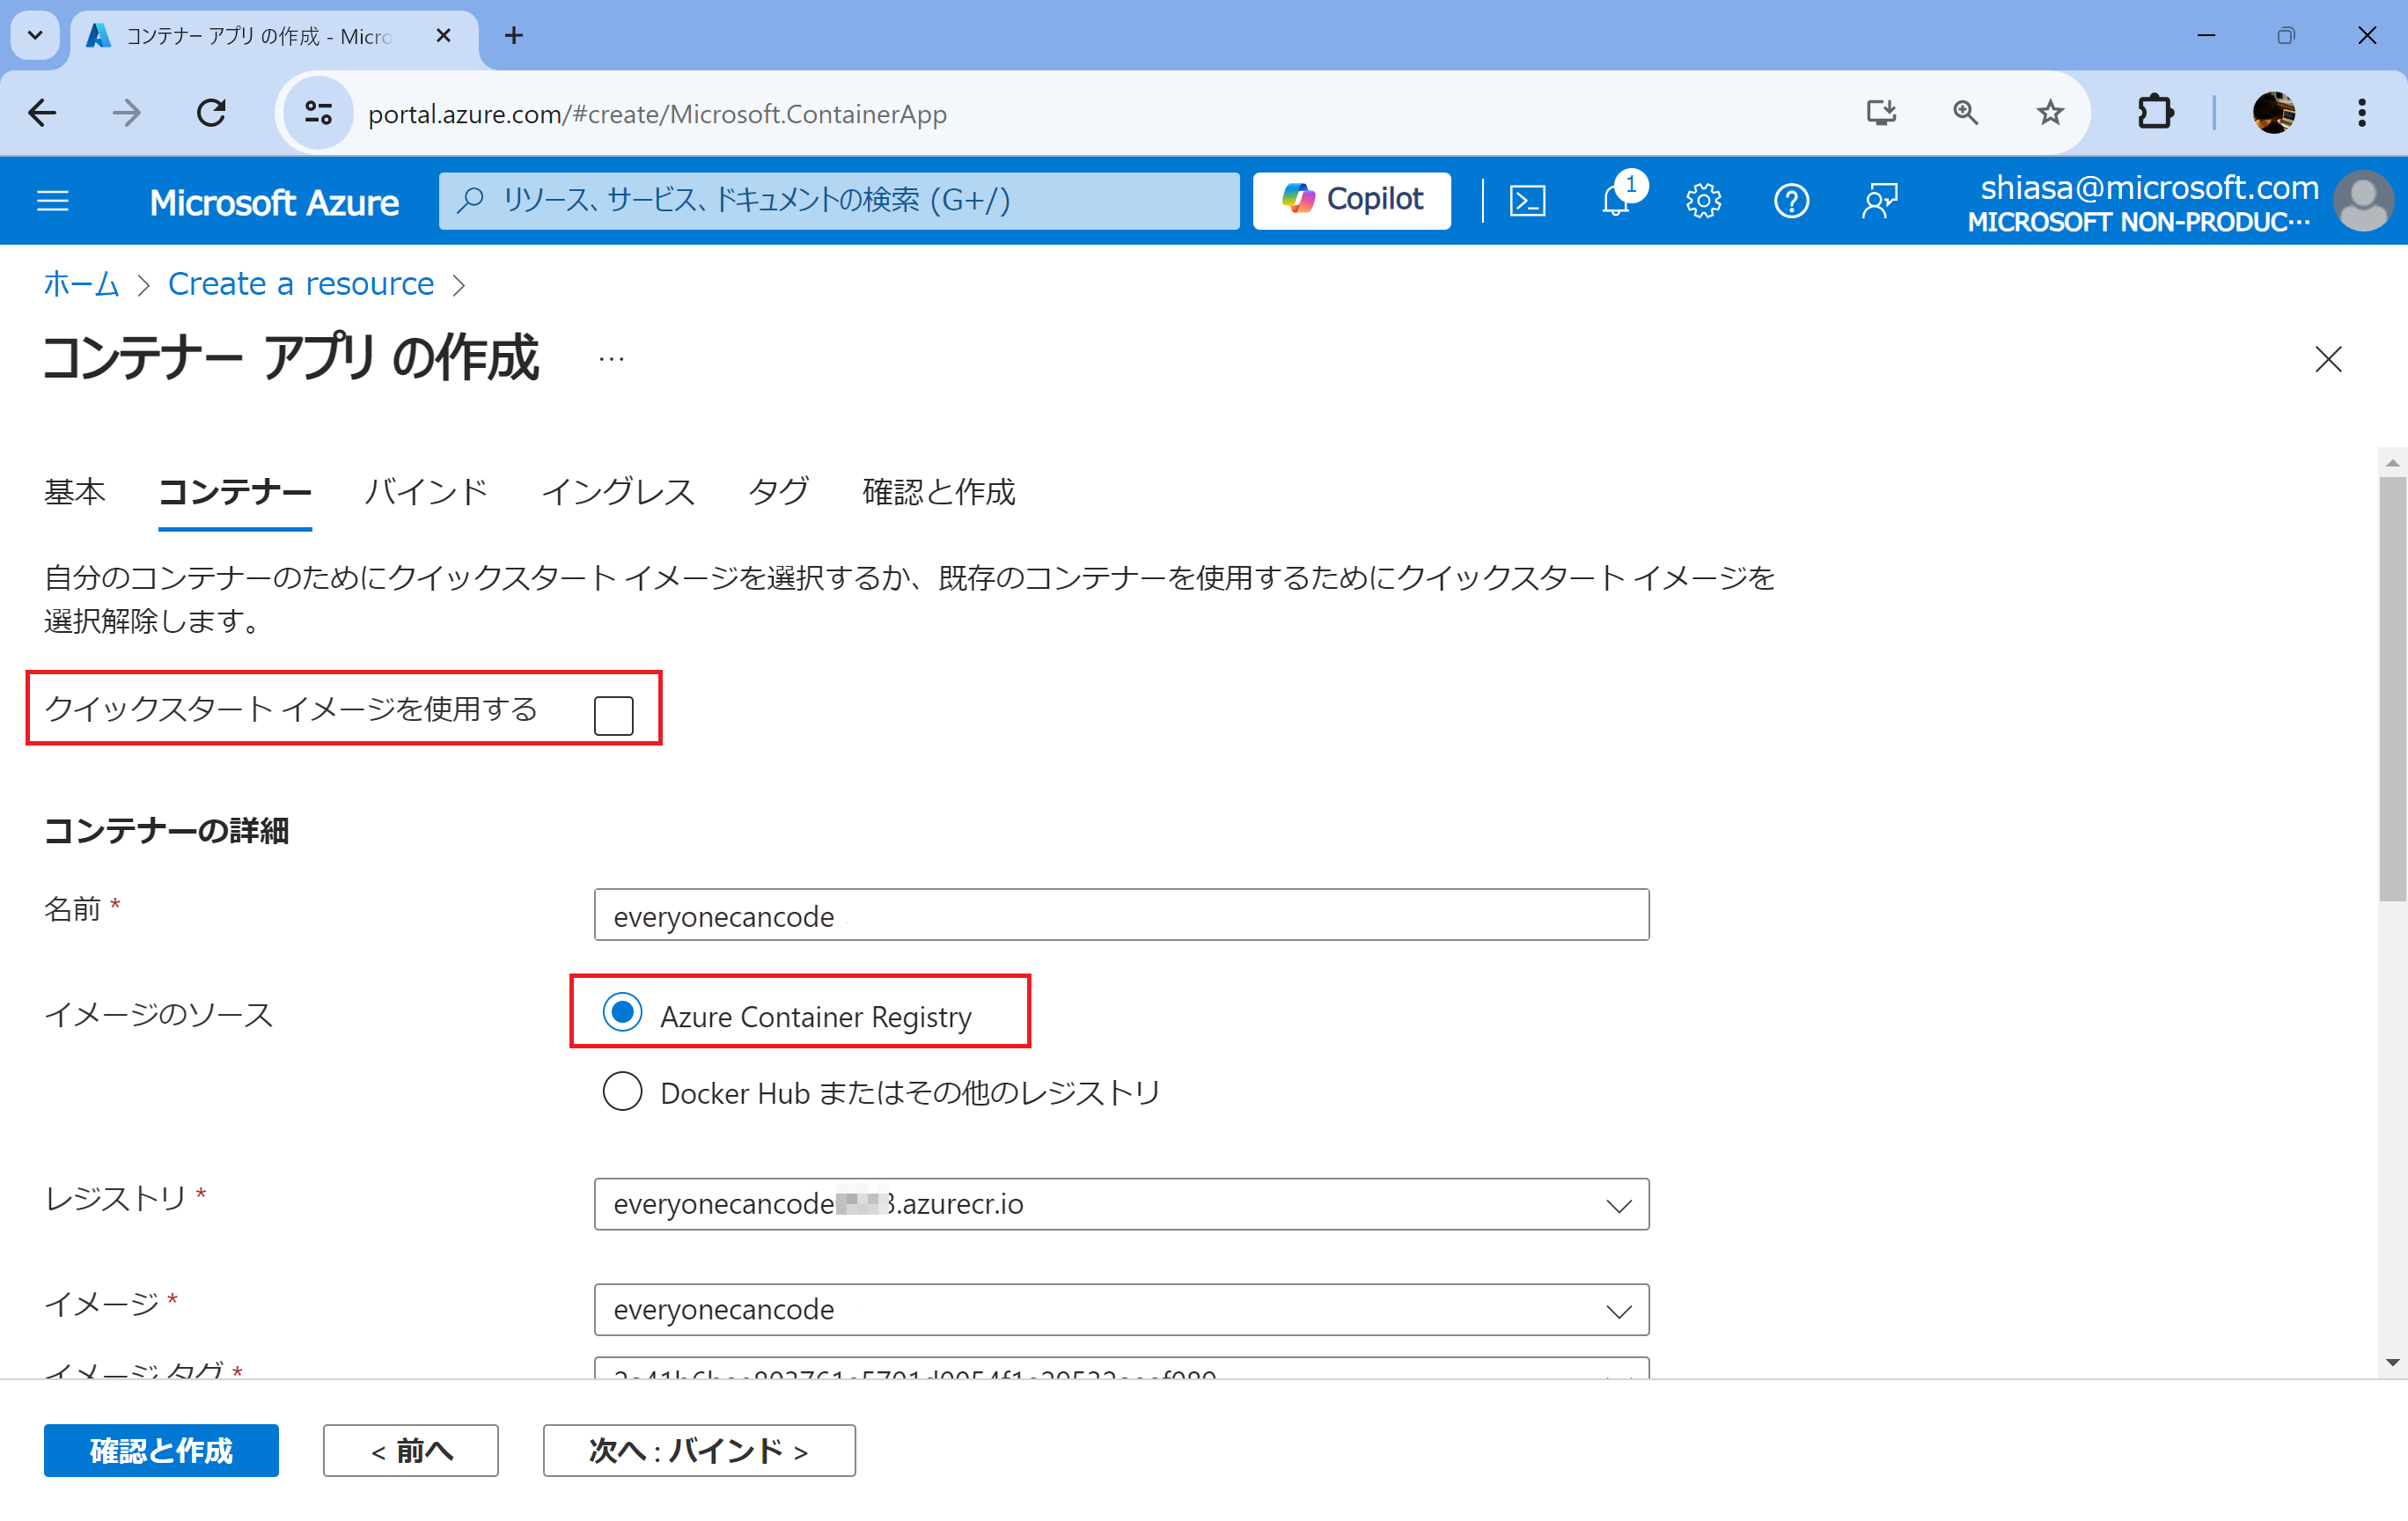 コンテナー アプリ の作成 - Micro
portal.azure.com/#create/Microsoft.ContainerApp
Microsoft Azure
リソース、サービス、ドキュメントの検索 (G+/)
Copilot
1
shiasa@microsoft.com
MICROSOFT NON-PRODUC...
ホーム > Create a resource >
コンテナー アプリ の作成 ...
基本 コンテナー バインド イングレス タグ 確認と作成
自分のコンテナーのためにクイックスタート イメージを選択するか、既存のコンテナーを使用するためにクイックスタート イメージを
選択解除します。
クイックスタート イメージを使用する
コンテナーの詳細
名前 *
everyonecancode
イメージのソース
Azure Container Registry
Docker Hub またはその他のレジストリ
レジストリ *
everyonecancode 3.azurecr.io
イメージ *
everyonecancode
イメージ タグ *
確認と作成
< 前へ
次へ : バインド >